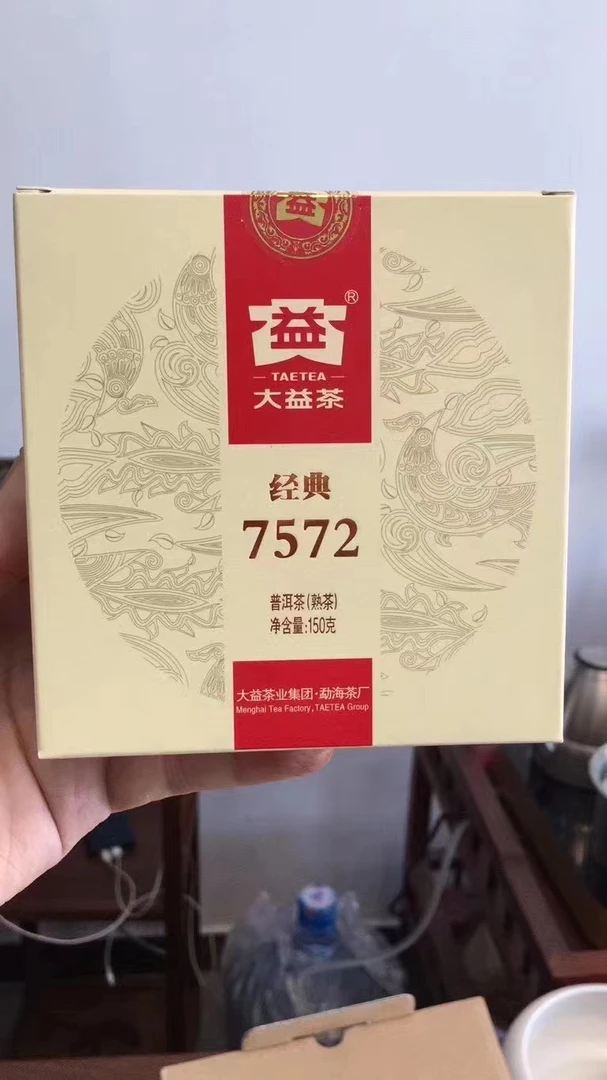 益
益®
TAETEA
大益茶
经典
7572
普洱茶(熟茶)
净含量:150克
大益茶业集团·勐海茶厂
Menghai Tea Factory,TAETEA Group